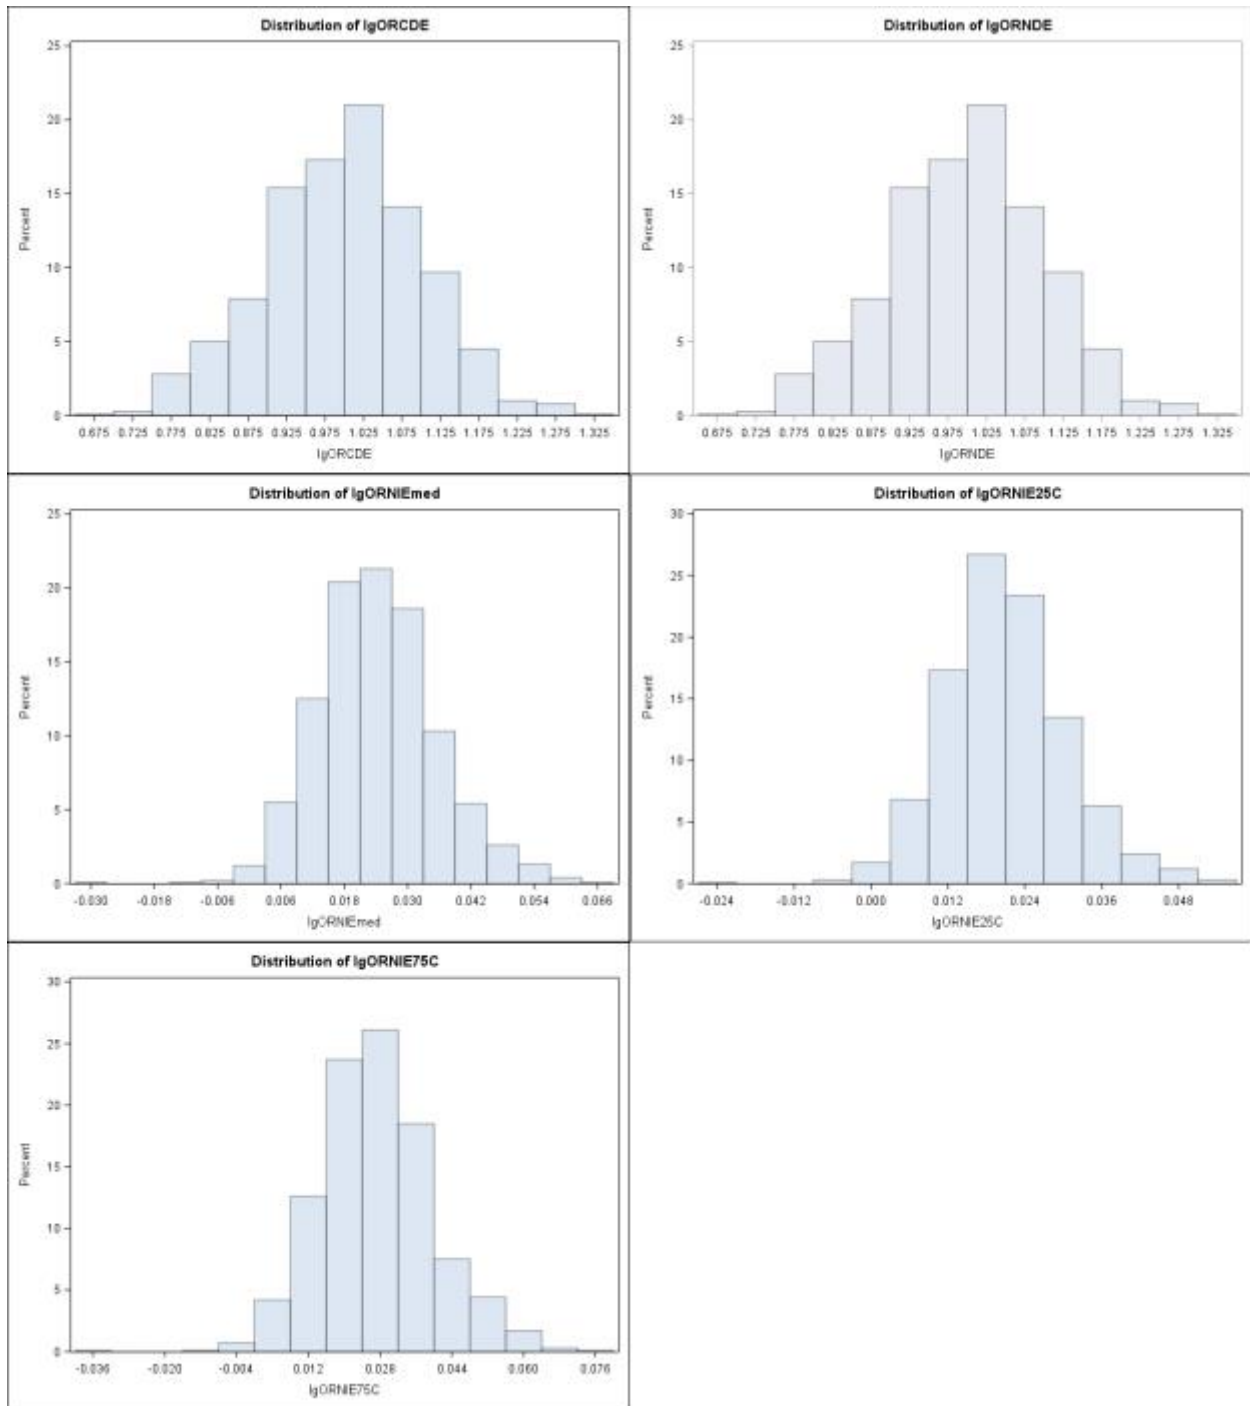 Distribution of lgORCDE
25
20
15
10
5
0
Percent
0.675 0.725 0.775 0.825 0.875 0.925 0.975 1.025 1.075 1.125 1.175 1.225 1.275 1.325
lgORCDE
Distribution of lgORNDE
25
20
15
10
5
0
Percent
0.675 0.725 0.775 0.825 0.875 0.925 0.975 1.025 1.075 1.125 1.175 1.225 1.275 1.325
lgORNDE
Distribution of lgORNIEmed
25
20
15
10
5
0
Percent
-0.030 -0.018 -0.006 0.006 0.018 0.030 0.042 0.054 0.066
lgORNIEmed
Distribution of lgORNIE25C
30
25
20
15
10
5
0
Percent
-0.024 -0.012 0.000 0.012 0.024 0.036 0.048
lgORNIE25C
Distribution of lgORNIE75C
30
25
20
15
10
5
0
Percent
-0.036 -0.020 -0.004 0.012 0.028 0.044 0.060 0.076
lgORNIE75C